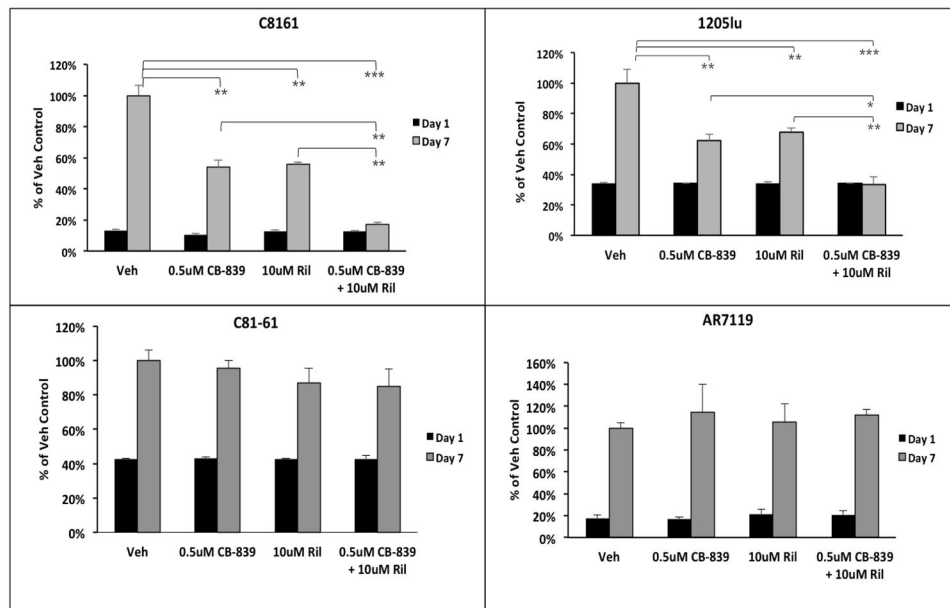 C8161
% of Veh Control
120%
100%
80%
60%
40%
20%
0%
**
**
***
**
**
Day 1
Day 7
Veh
0.5uM CB-839
10uM Ril
0.5uM CB-839
+ 10uM Ril
1205lu
% of Veh Control
120%
100%
80%
60%
40%
20%
0%
**
**
***
*
**
Day 1
Day 7
Veh
0.5uM CB-839
10uM Ril
0.5uM CB-839
+ 10uM Ril
C81-61
% of Veh Control
120%
100%
80%
60%
40%
20%
0%
Day 1
Day 7
Veh
0.5uM CB-839
10uM Ril
0.5uM CB-839
+ 10uM Ril
AR7119
% of Veh Control
160%
140%
120%
100%
80%
60%
40%
20%
0%
Day 1
Day 7
Veh
0.5uM CB-839
10uM Ril
0.5uM CB-839
+ 10uM Ril